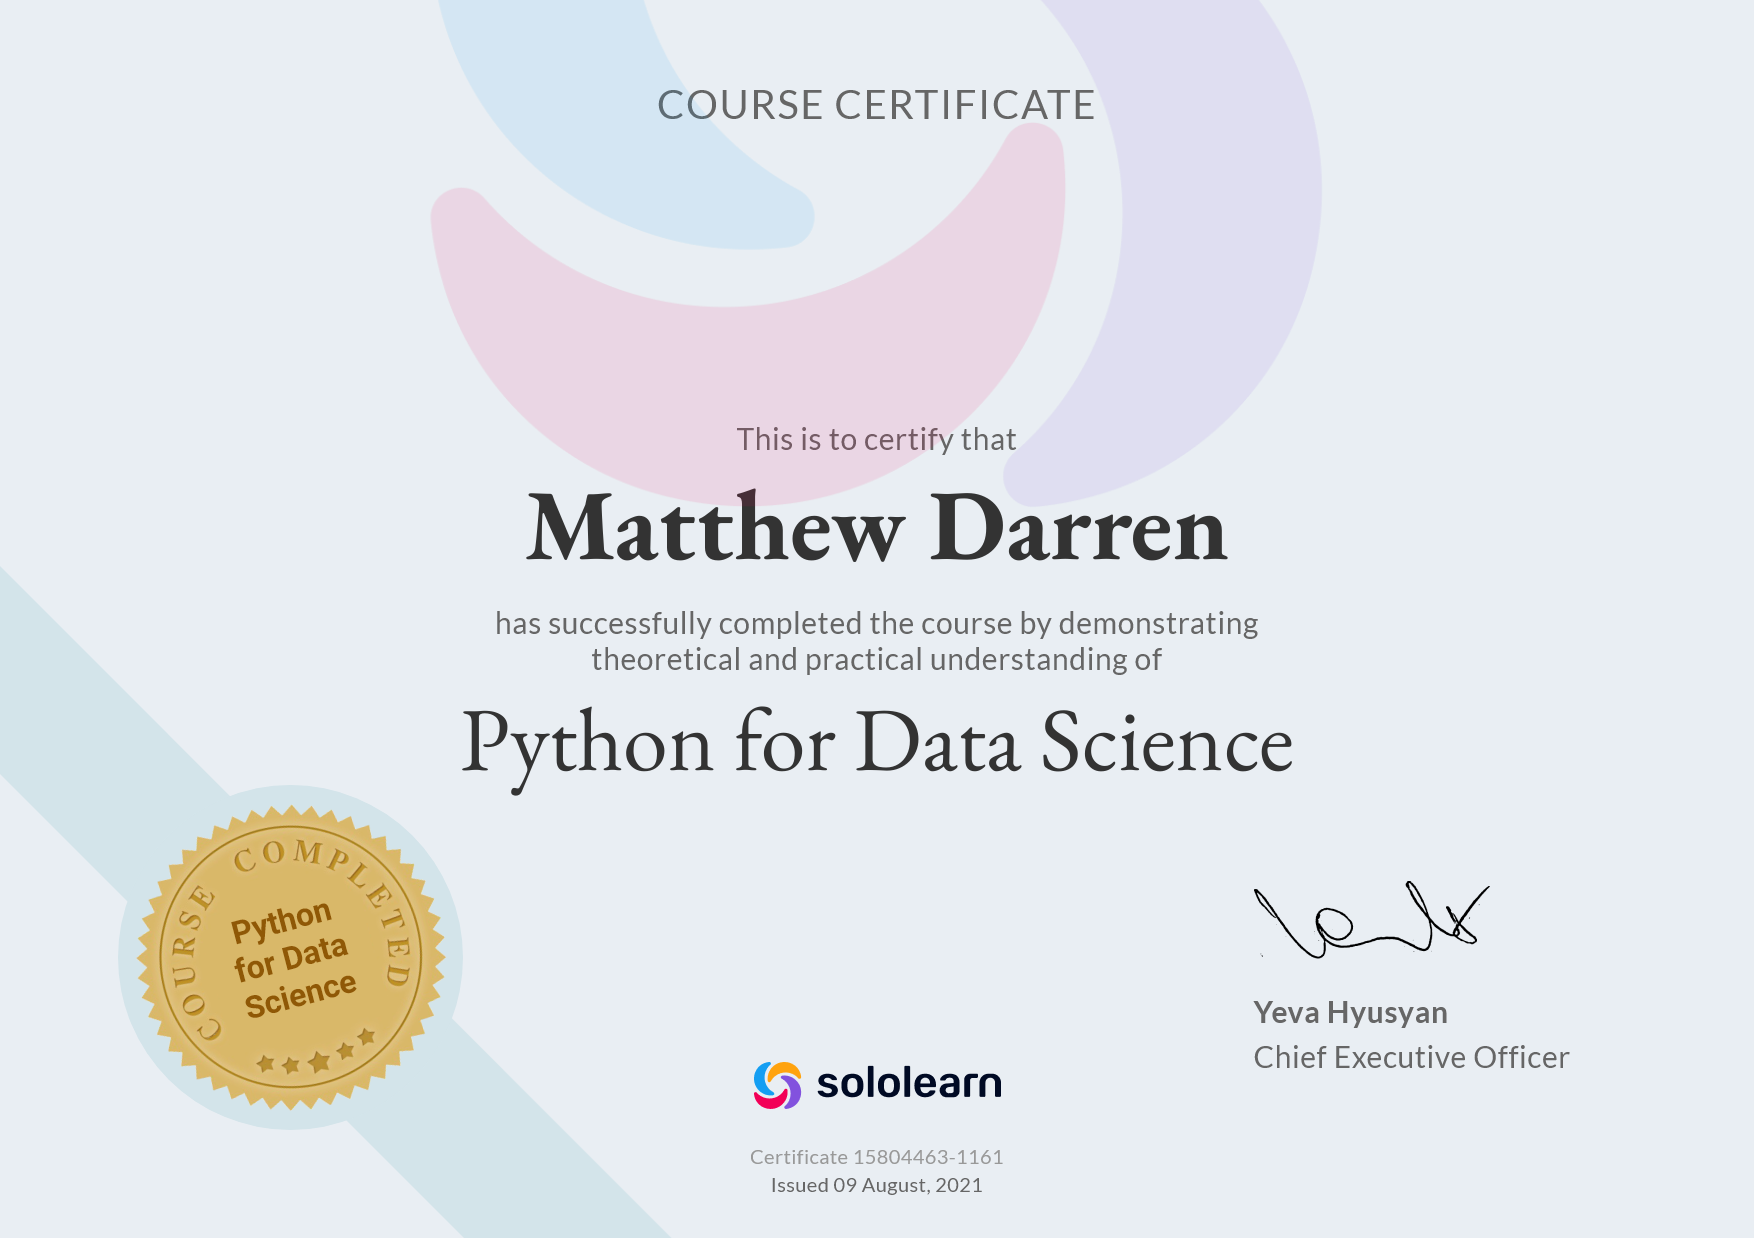 COURSE CERTIFICATE
This is to certify that
Matthew Darren
has successfully completed the course by demonstrating
theoretical and practical understanding of
Python for Data Science
COURSE COMPLETED
Python
for Data
Science
Yeva Hyusyan
Chief Executive Officer
sololearn
Certificate 15804463-1161
Issued 09 August, 2021